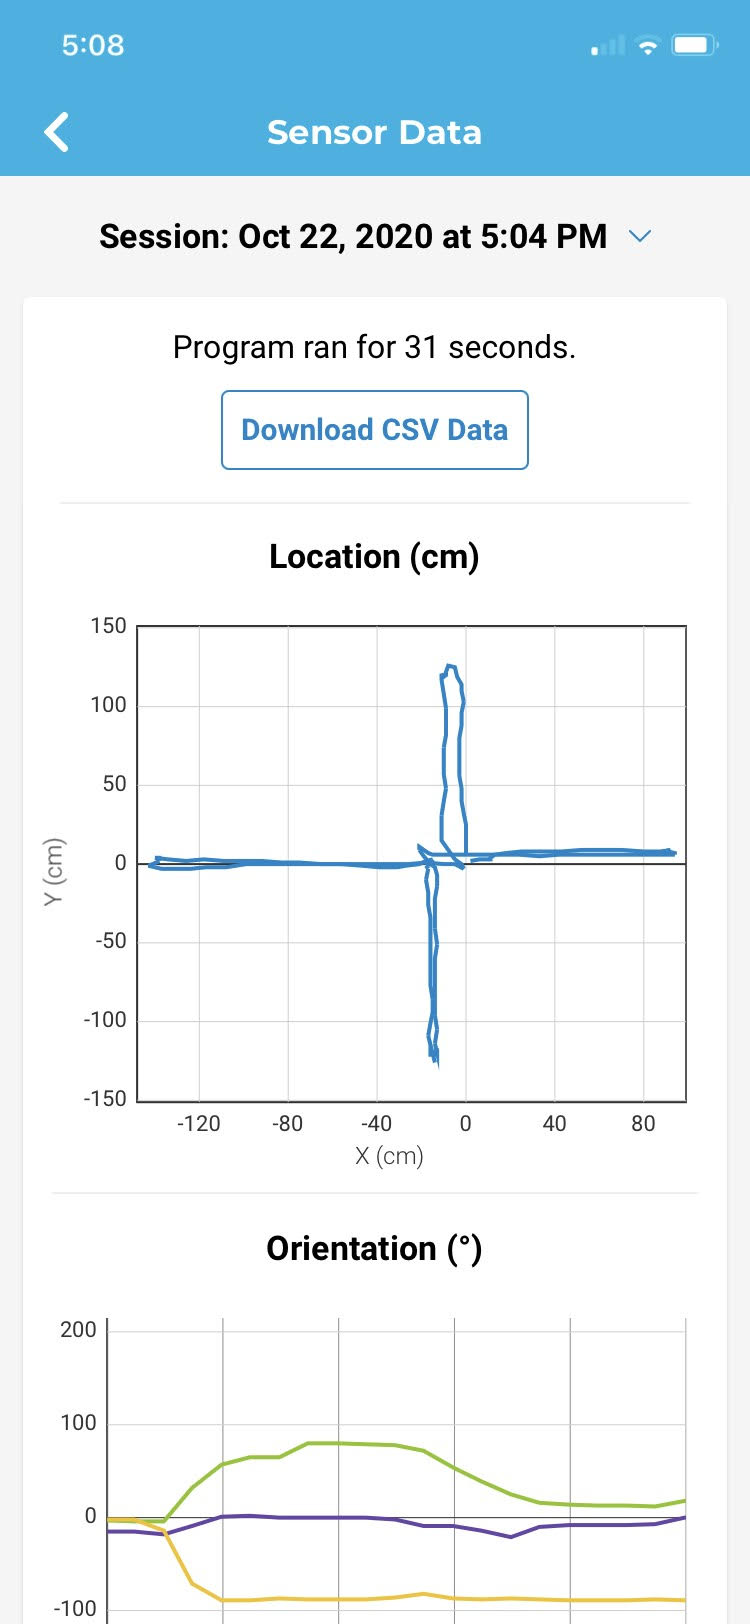 5:08
Sensor Data
Session: Oct 22, 2020 at 5:04 PM
Program ran for 31 seconds.
Download CSV Data
Location (cm)
150
100
50
0
-50
-100
-150
Y (cm)
-120 -80 -40 0 40 80
X (cm)
Orientation (°)
200
100
0
-100